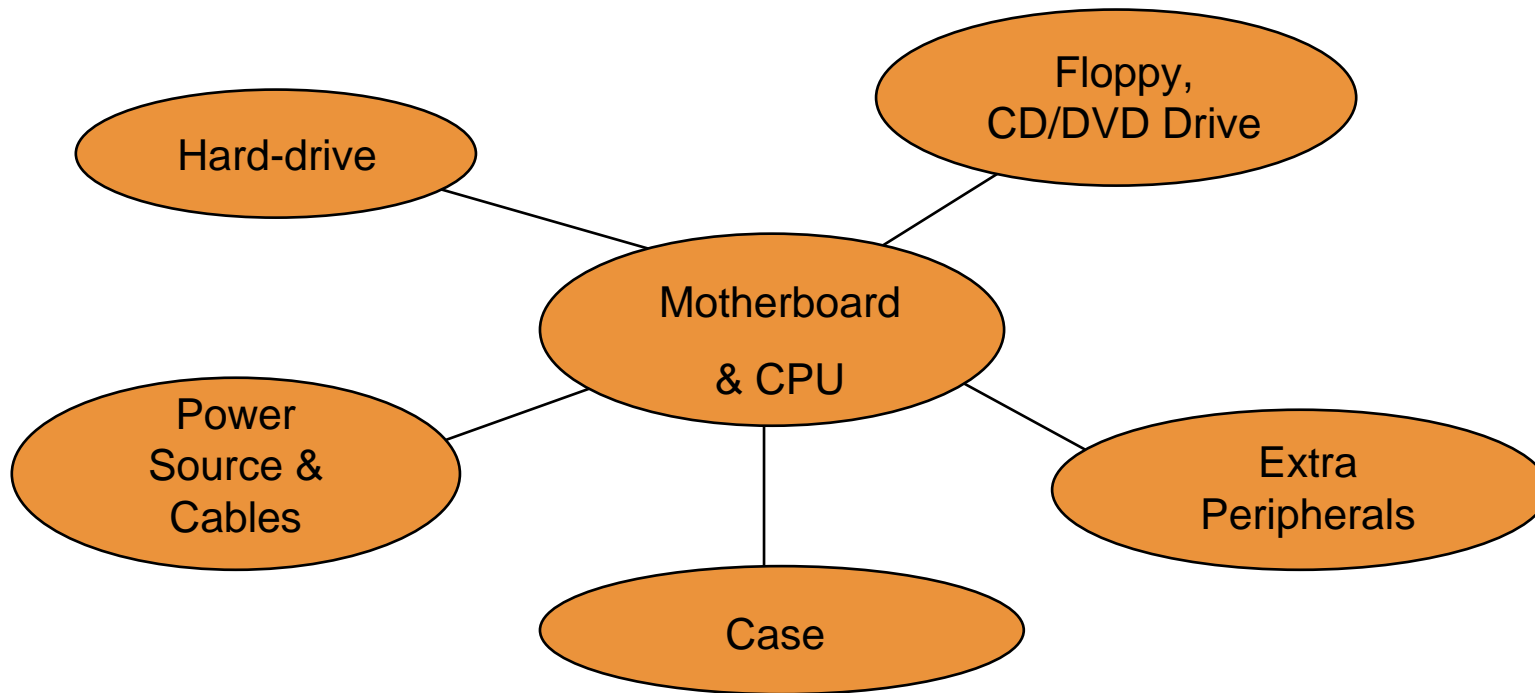 Floppy,
CD/DVD Drive
Hard-drive
Motherboard
& CPU
Power
Source &
Cables
Extra
Peripherals
Case